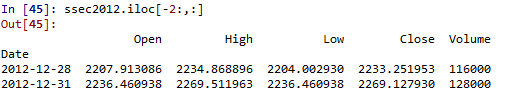 In [45]: ssec2012.iloc[-2:,:]
Out[45]:
Open High Low Close Volume
Date
2012-12-28 2207.913086 2234.868896 2204.002930 2233.251953 116000
2012-12-31 2236.460938 2269.511963 2236.460938 2269.127930 128000